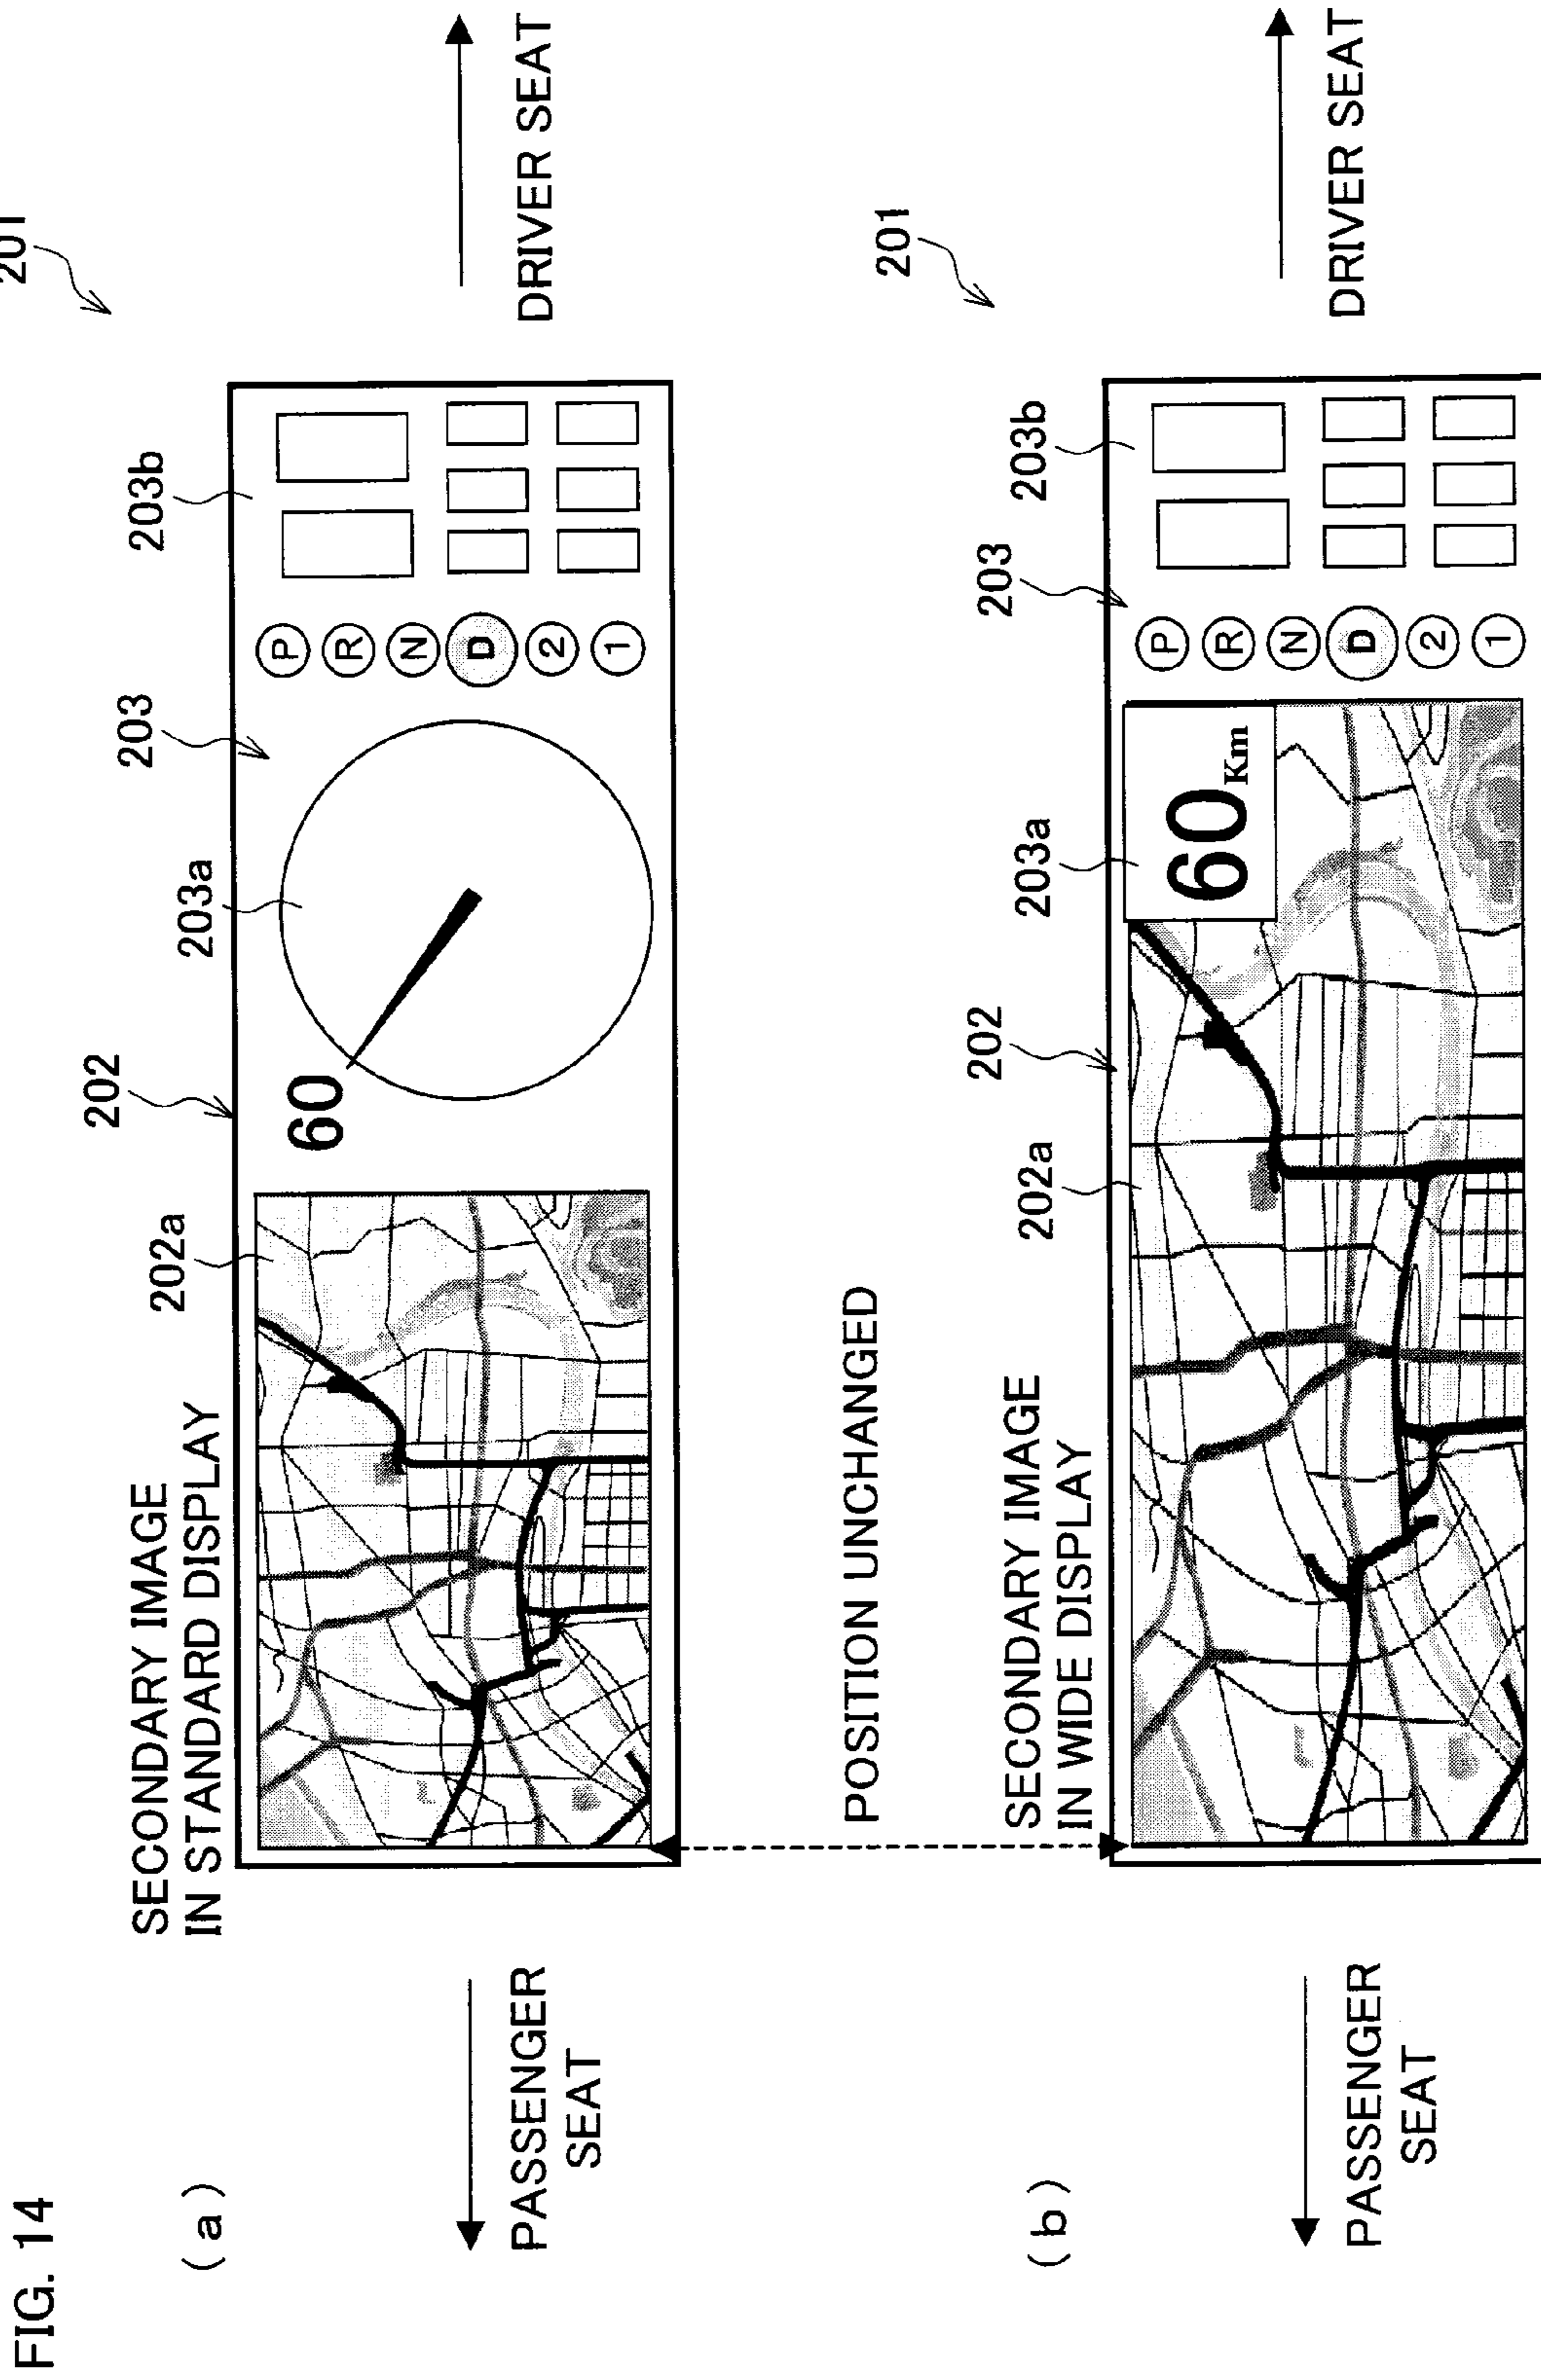 FIG. 14
(a)
SECONDARY IMAGE
IN STANDARD DISPLAY
201
202
202a
203a
203
203b
60
P
R
N
D
2
1
PASSENGER
SEAT
DRIVER SEAT
POSITION UNCHANGED
(b)
SECONDARY IMAGE
IN WIDE DISPLAY
201
202a
202
203a
203
203b
60Km
P
R
N
D
2
1
PASSENGER
SEAT
DRIVER SEAT